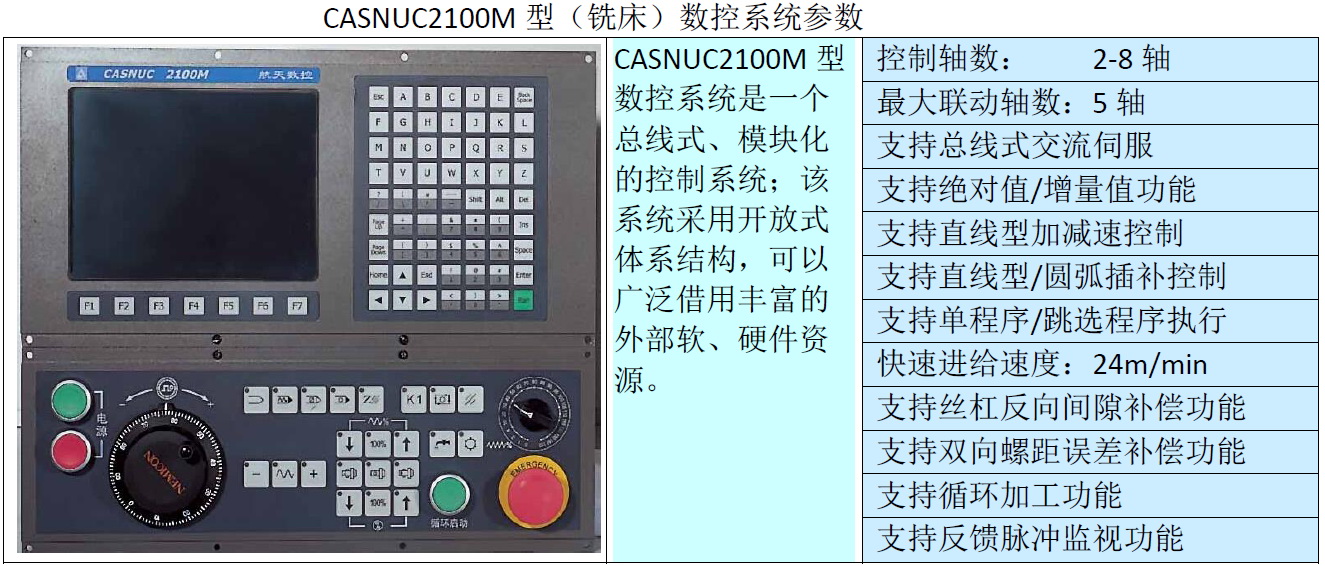 CASNUC2100M 型（铣床）数控系统参数
CASNUC 2100M 航天数控
Esc A B C D E Back Space
F G H I J K L
M N O P Q R S
T V U W X Y Z
Shift Alt Del
Page Up Ins
Page Down Space
Home ▲ End Enter
◀ ▼ ▶
F1 F2 F3 F4 F5 F6 F7
电源
- +
NEMICON
K1
%
100%
- +
100%
循环启动
EMERGENCY
CASNUC2100M 型
数控系统是一个
总线式、模块化
的控制系统；该
系统采用开放式
体系结构，可以
广泛借用丰富的
外部软、硬件资
源。
控制轴数： 2-8 轴
最大联动轴数：5 轴
支持总线式交流伺服
支持绝对值/增量值功能
支持直线型加减速控制
支持直线型/圆弧插补控制
支持单程序/跳选程序执行
快速进给速度：24m/min
支持丝杠反向间隙补偿功能
支持双向螺距误差补偿功能
支持循环加工功能
支持反馈脉冲监视功能